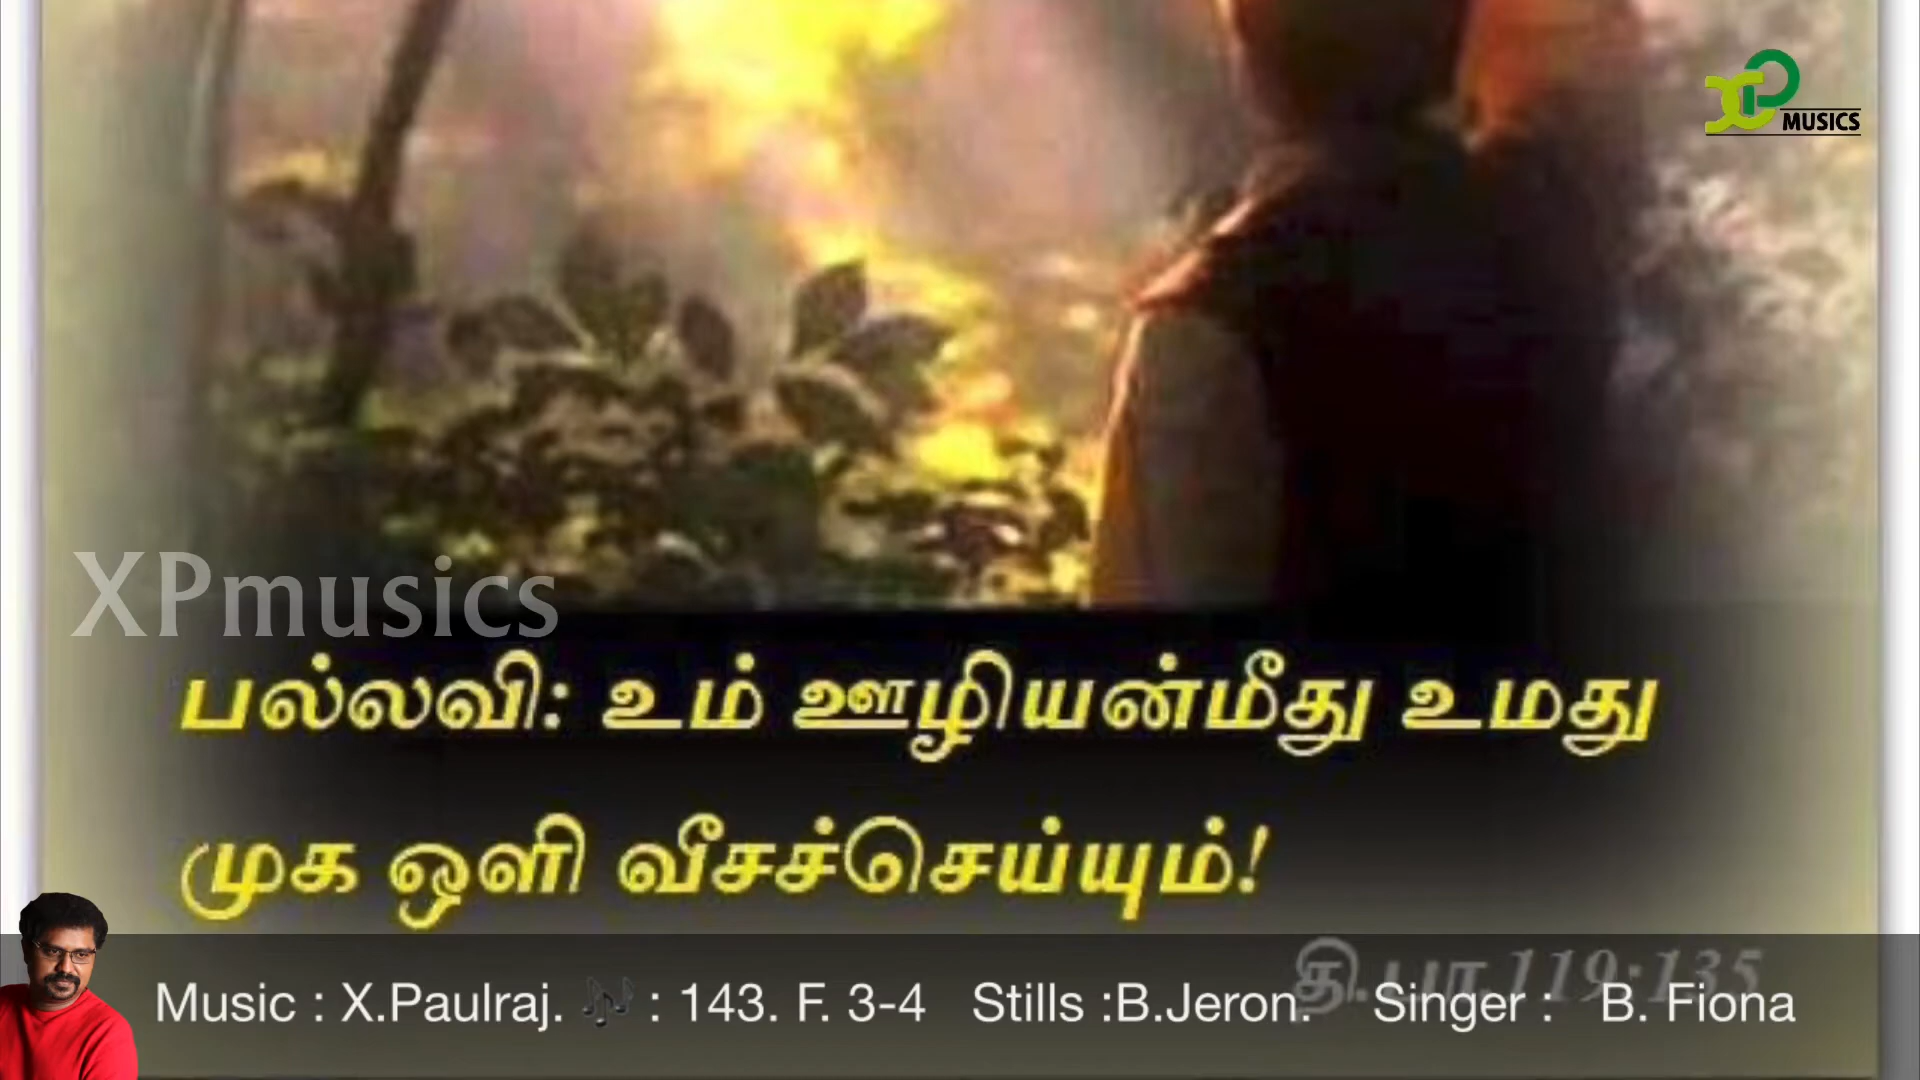 XP MUSICS
XPmusics
பல்லவி: உம் ஊழியன்மீது உமது
முக ஒளி வீசச்செய்யும்!
தி.பா.119:135
Music : X.Paulraj. 🎶 : 143. F. 3-4 Stills :B.Jeron. Singer : B. Fiona